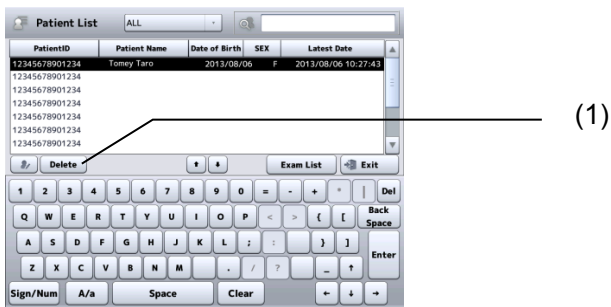 Patient List ALL
PatientID Patient Name Date of Birth SEX Latest Date
12345678901234 Tomey Taro 2013/08/06 F 2013/08/06 10:27:43
12345678901234
12345678901234
12345678901234
12345678901234
12345678901234
12345678901234
(1)
Delete Exam List Exit
1 2 3 4 5 6 7 8 9 0 = - + * | Del
Q W E R T Y U I O P < > { [ Back Space
A S D F G H J K L ; : } ] Enter
Z X C V B N M . / ? _ ↑
Sign/Num A/a Space Clear ← ↓ →